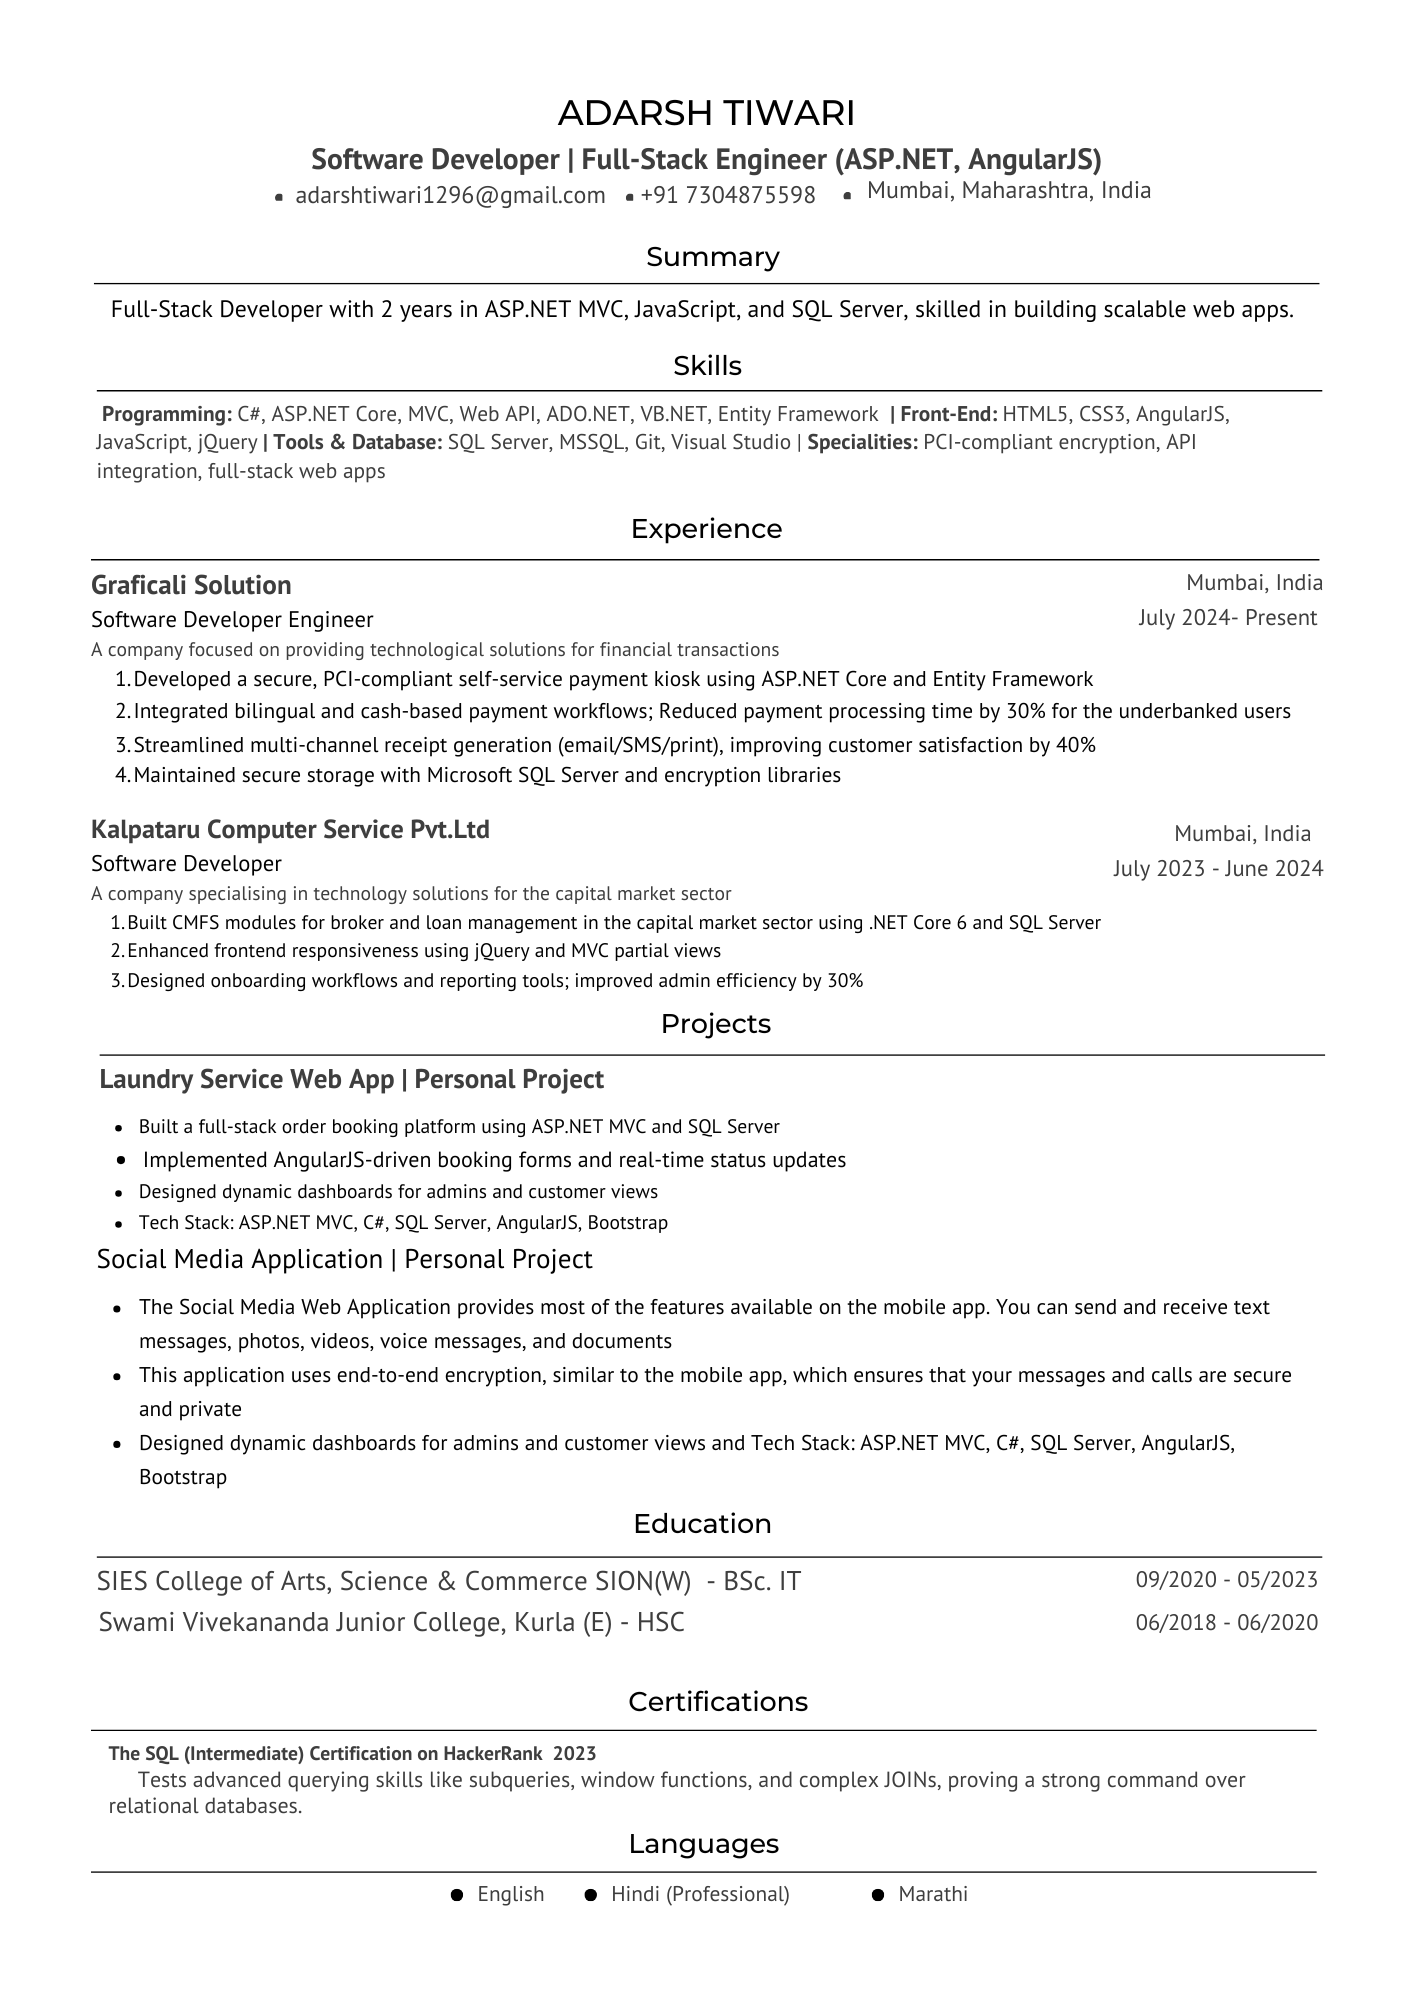 ADARSH TIWARI
Software Developer | Full-Stack Engineer (ASP.NET, AngularJS)
• adarshtiwari1296@gmail.com • +91 7304875598 • Mumbai, Maharashtra, India
Summary
Full-Stack Developer with 2 years in ASP.NET MVC, JavaScript, and SQL Server, skilled in building scalable web apps.
Skills
Programming: C#, ASP.NET Core, MVC, Web API, ADO.NET, VB.NET, Entity Framework | Front-End: HTML5, CSS3, AngularJS,
JavaScript, jQuery | Tools & Database: SQL Server, MSSQL, Git, Visual Studio | Specialities: PCI-compliant encryption, API
integration, full-stack web apps
Experience
Graficali Solution Mumbai, India
Software Developer Engineer July 2024- Present
A company focused on providing technological solutions for financial transactions
1. Developed a secure, PCI-compliant self-service payment kiosk using ASP.NET Core and Entity Framework
2. Integrated bilingual and cash-based payment workflows; Reduced payment processing time by 30% for the underbanked users
3. Streamlined multi-channel receipt generation (email/SMS/print), improving customer satisfaction by 40%
4. Maintained secure storage with Microsoft SQL Server and encryption libraries
Kalpataru Computer Service Pvt.Ltd Mumbai, India
Software Developer July 2023 - June 2024
A company specialising in technology solutions for the capital market sector
1. Built CMFS modules for broker and loan management in the capital market sector using .NET Core 6 and SQL Server
2. Enhanced frontend responsiveness using jQuery and MVC partial views
3. Designed onboarding workflows and reporting tools; improved admin efficiency by 30%
Projects
Laundry Service Web App | Personal Project
• Built a full-stack order booking platform using ASP.NET MVC and SQL Server
• Implemented AngularJS-driven booking forms and real-time status updates
• Designed dynamic dashboards for admins and customer views
• Tech Stack: ASP.NET MVC, C#, SQL Server, AngularJS, Bootstrap
Social Media Application | Personal Project
• The Social Media Web Application provides most of the features available on the mobile app. You can send and receive text
messages, photos, videos, voice messages, and documents
• This application uses end-to-end encryption, similar to the mobile app, which ensures that your messages and calls are secure
and private
• Designed dynamic dashboards for admins and customer views and Tech Stack: ASP.NET MVC, C#, SQL Server, AngularJS,
Bootstrap
Education
SIES College of Arts, Science & Commerce SION(W) - BSc. IT 09/2020 - 05/2023
Swami Vivekananda Junior College, Kurla (E) - HSC 06/2018 - 06/2020
Certifications
The SQL (Intermediate) Certification on HackerRank 2023
Tests advanced querying skills like subqueries, window functions, and complex JOINs, proving a strong command over
relational databases.
Languages
• English • Hindi (Professional) • Marathi